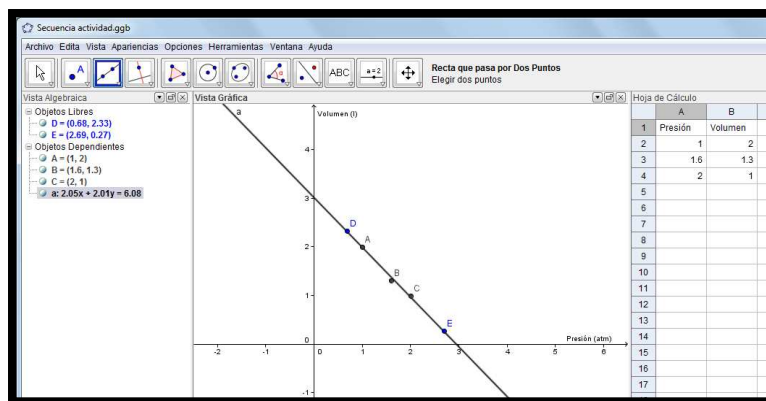 Secuencia actividad.ggb
Archivo Edita Vista Apariencias Opciones Herramientas Ventana Ayuda
A
ABC
a=2
Recta que pasa por Dos Puntos
Elegir dos puntos
Vista Algebraica
Objetos Libres
D = (0.68, 2.33)
E = (2.69, 0.27)
Objetos Dependientes
A = (1, 2)
B = (1.6, 1.3)
C = (2, 1)
a: 2.05x + 2.01y = 6.08
Vista Gráfica
a
Volumen (l)
4
3
D
2
A
B
C
1
E
0
Presión (atm)
-2 -1 0 1 2 3 4 5 6
-1
Hoja de Cálculo
A B
1 Presión Volumen
2 1 2
3 1.6 1.3
4 2 1
5
6
7
8
9
10
11
12
13
14
15
16
17